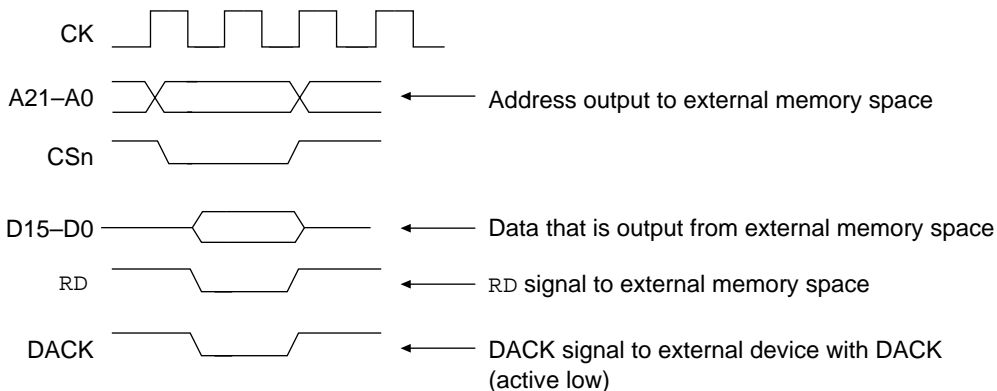 CK
A21–A0
Address output to external memory space
CSn
D15–D0
Data that is output from external memory space
RD
RD signal to external memory space
DACK
DACK signal to external device with DACK
(active low)